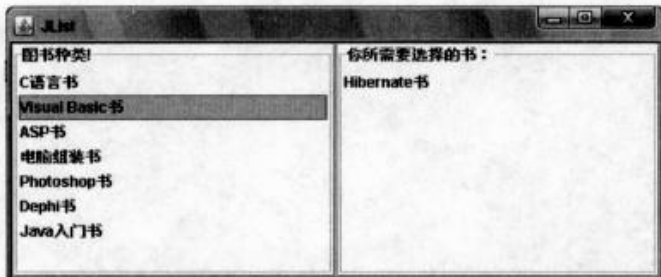 JList
图书种类!
C语言书
Visual Basic书
ASP书
电脑组装书
Photoshop书
Dephi书
Java入门书
你所需要选择的书：
Hibernate书